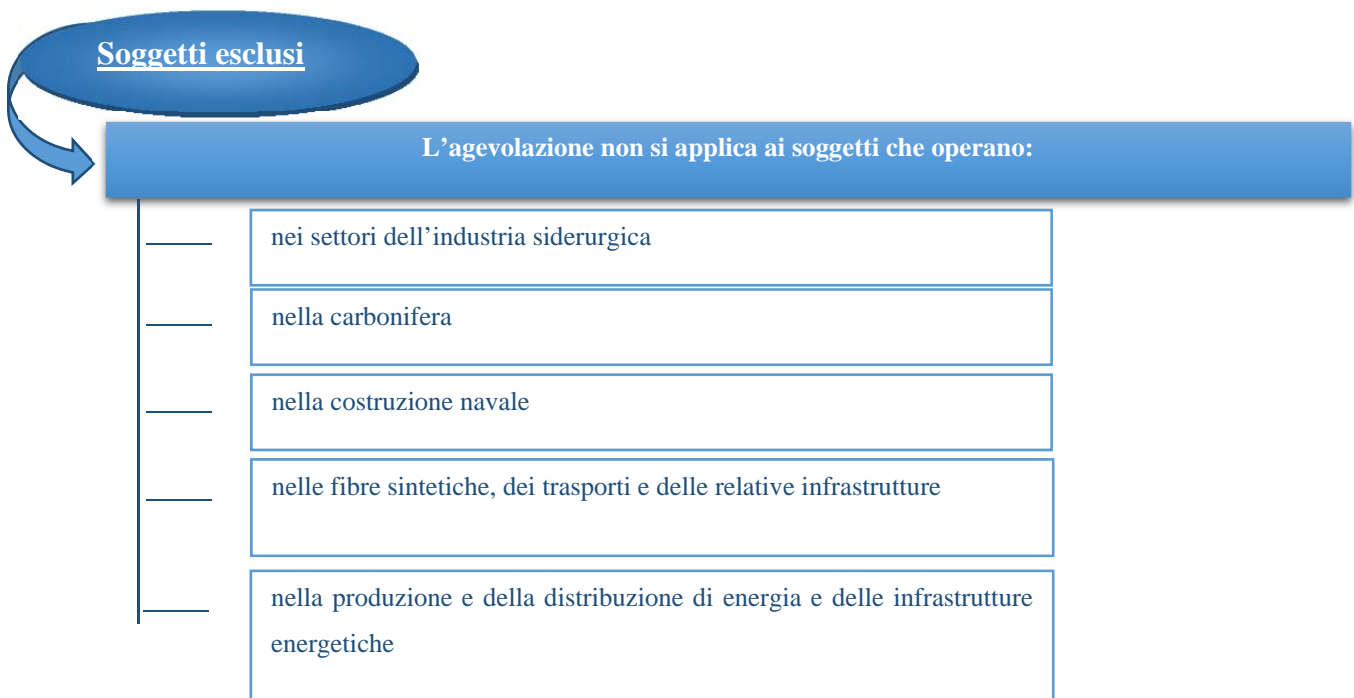 Soggetti esclusi
L’agevolazione non si applica ai soggetti che operano:
nei settori dell’industria siderurgica
nella carbonifera
nella costruzione navale
nelle fibre sintetiche, dei trasporti e delle relative infrastrutture
nella produzione e della distribuzione di energia e delle infrastrutture
energetiche